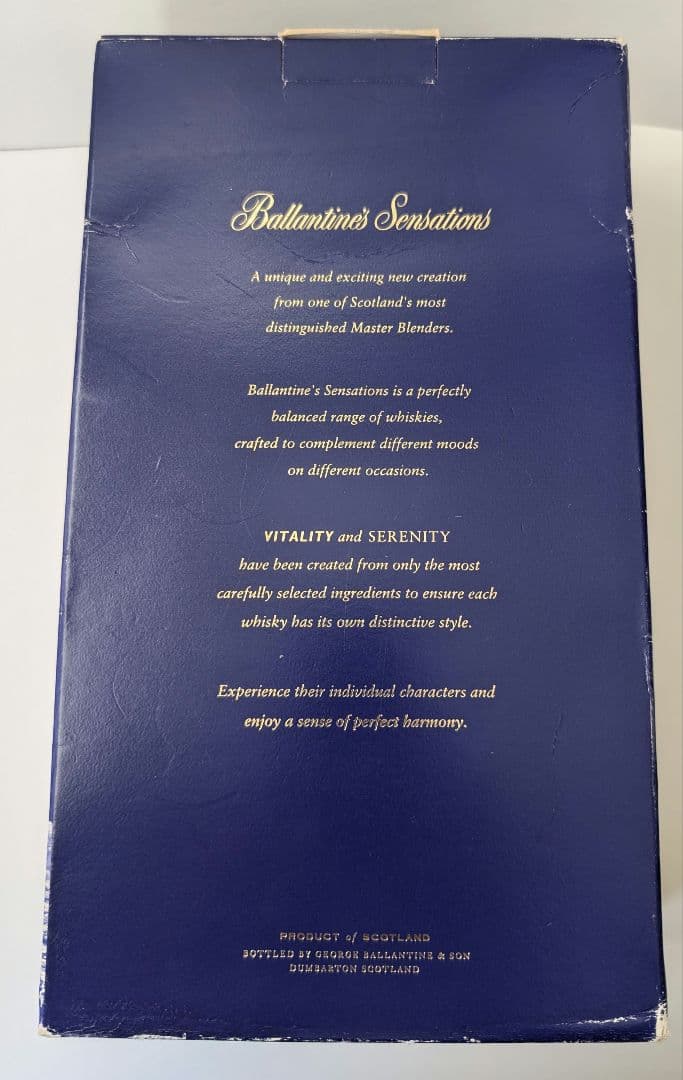 Ballantine's Sensations
A unique and exciting new creation
from one of Scotland's most
distinguished Master Blenders.
Ballantine's Sensations is a perfectly
balanced range of whiskies,
crafted to complement different moods
on different occasions.
VITALITY and SERENITY
have been created from only the most
carefully selected ingredients to ensure each
whisky has its own distinctive style.
Experience their individual characters and
enjoy a sense of perfect harmony.
PRODUCT of SCOTLAND
BOTTLED BY GEORGE BALLANTINE & SON
DUMBARTON SCOTLAND